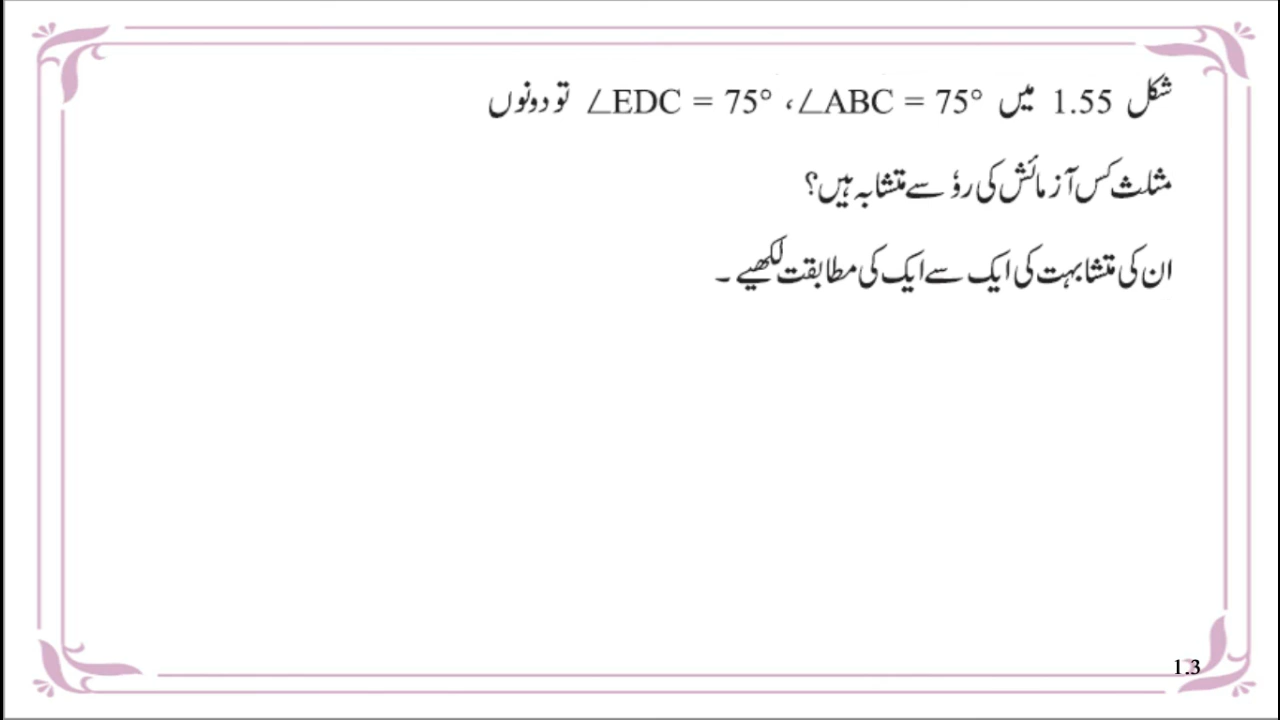 شکل 1.55 میں ∠ABC = 75° ، ∠EDC = 75° تو دونوں
مثلث کس آزمائش کی رؤ سے متشابہ ہیں؟
ان کی متشابہت کی ایک سے ایک کی مطابقت لکھیے ۔
1.3